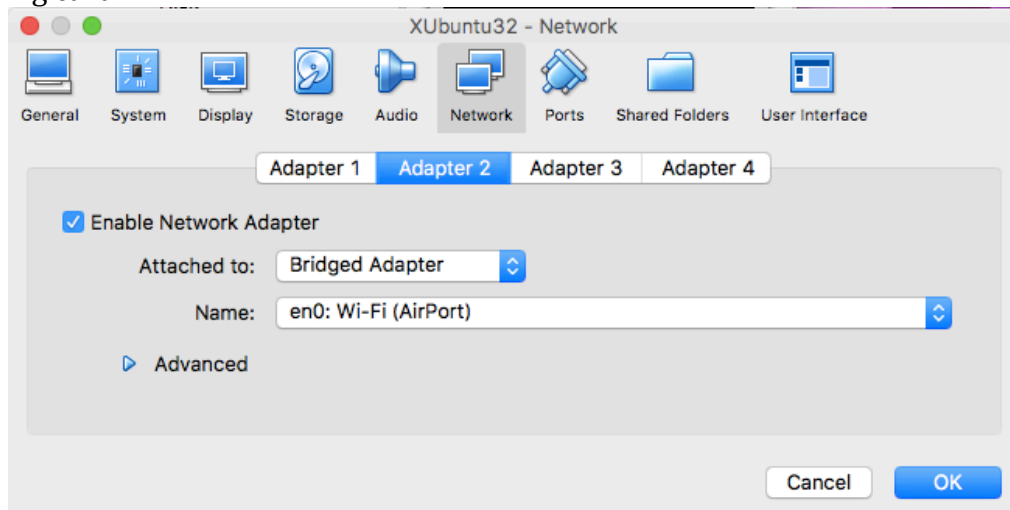 XUbuntu32 - Network
General System Display Storage Audio Network Ports Shared Folders User Interface
Adapter 1 Adapter 2 Adapter 3 Adapter 4
Enable Network Adapter
Attached to: Bridged Adapter
Name: en0: Wi-Fi (AirPort)
Advanced
Cancel OK